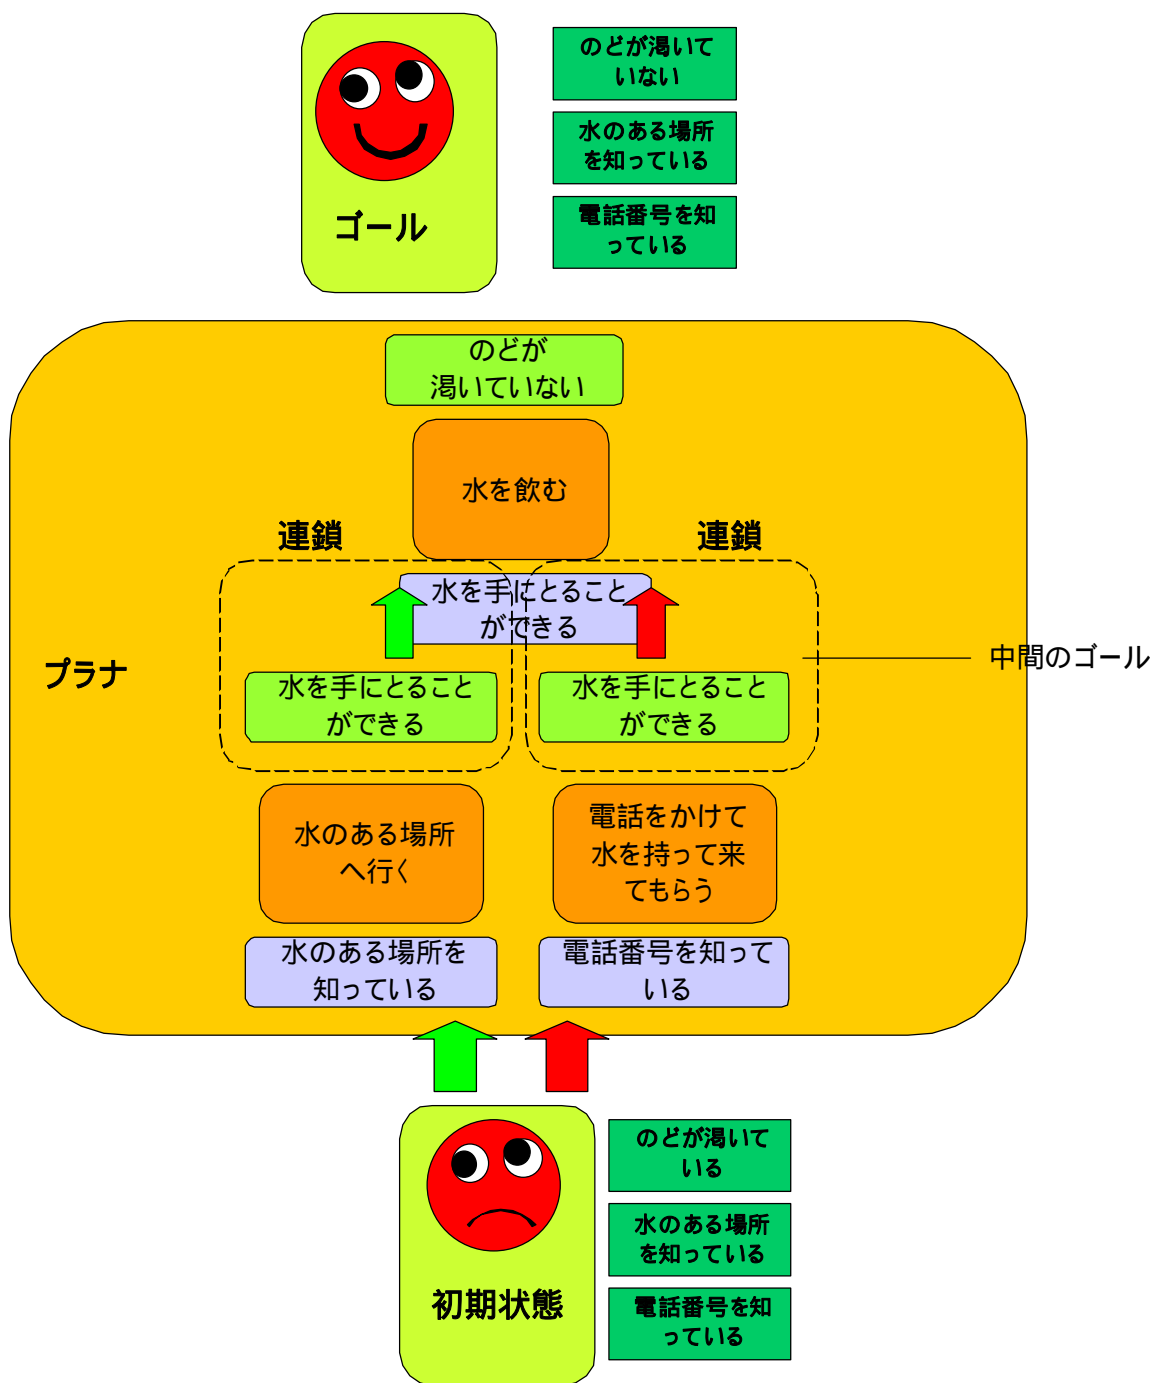 のどが渇いて
いない
水のある場所
を知っている
電話番号を知
っている
ゴール
のどが
渇いていない
水を飲む
連鎖
連鎖
水を手にとること
ができる
プラナ
中間のゴール
水を手にとること
ができる
水を手にとること
ができる
水のある場所
へ行く
電話をかけて
水を持って来
てもらう
水のある場所を
知っている
電話番号を知って
いる
のどが渇いて
いる
水のある場所
を知っている
電話番号を知
っている
初期状態